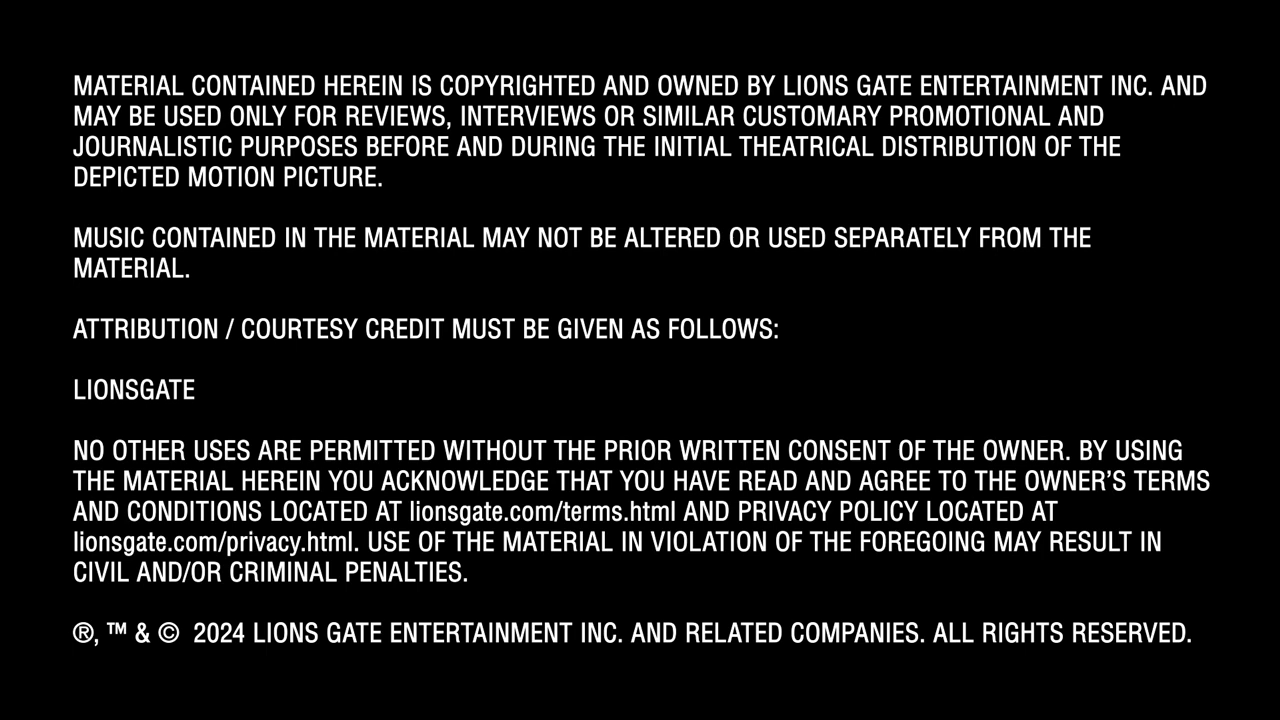 MATERIAL CONTAINED HEREIN IS COPYRIGHTED AND OWNED BY LIONS GATE ENTERTAINMENT INC. AND
MAY BE USED ONLY FOR REVIEWS, INTERVIEWS OR SIMILAR CUSTOMARY PROMOTIONAL AND
JOURNALISTIC PURPOSES BEFORE AND DURING THE INITIAL THEATRICAL DISTRIBUTION OF THE
DEPICTED MOTION PICTURE.
MUSIC CONTAINED IN THE MATERIAL MAY NOT BE ALTERED OR USED SEPARATELY FROM THE
MATERIAL.
ATTRIBUTION / COURTESY CREDIT MUST BE GIVEN AS FOLLOWS:
LIONSGATE
NO OTHER USES ARE PERMITTED WITHOUT THE PRIOR WRITTEN CONSENT OF THE OWNER. BY USING
THE MATERIAL HEREIN YOU ACKNOWLEDGE THAT YOU HAVE READ AND AGREE TO THE OWNER’S TERMS
AND CONDITIONS LOCATED AT lionsgate.com/terms.html AND PRIVACY POLICY LOCATED AT
lionsgate.com/privacy.html. USE OF THE MATERIAL IN VIOLATION OF THE FOREGOING MAY RESULT IN
CIVIL AND/OR CRIMINAL PENALTIES.
®, ™ & © 2024 LIONS GATE ENTERTAINMENT INC. AND RELATED COMPANIES. ALL RIGHTS RESERVED.